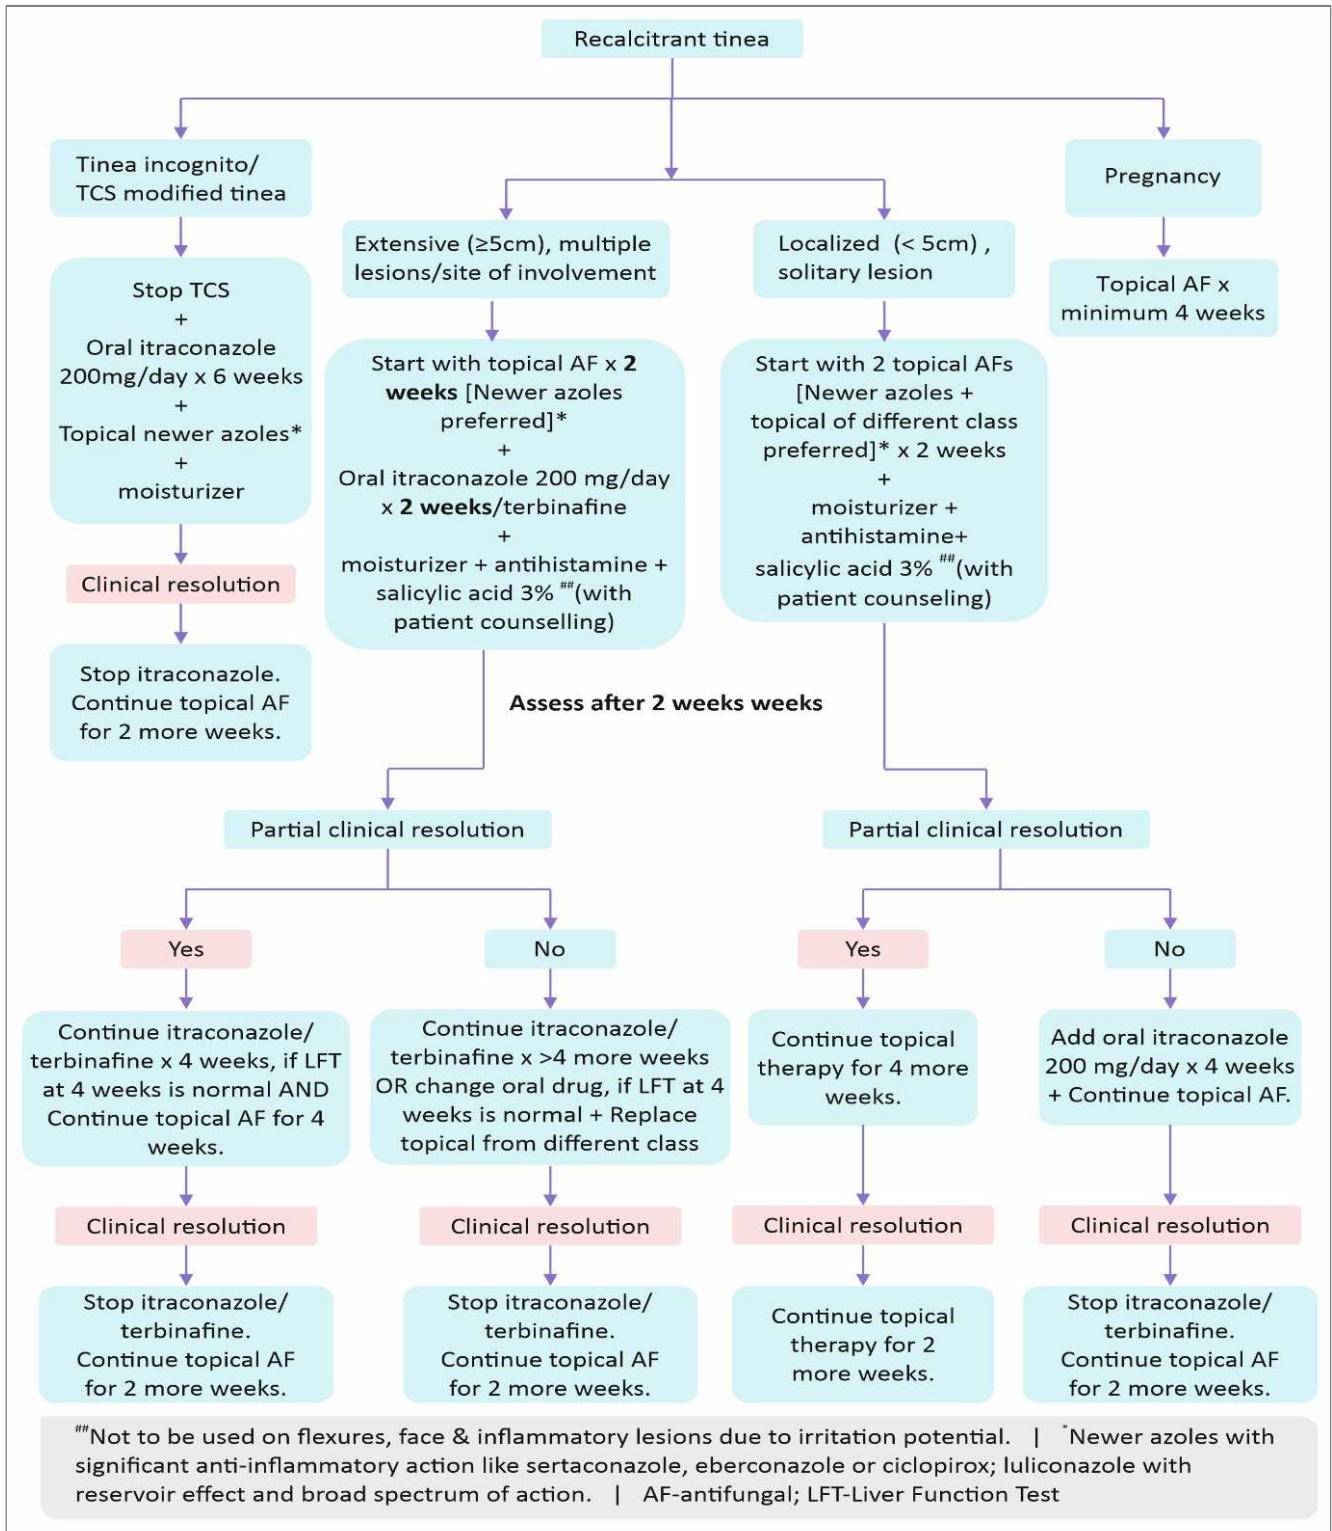 Recalcitrant tinea
Tinea incognito/
TCS modified tinea
Stop TCS
+
Oral itraconazole
200mg/day x 6 weeks
+
Topical newer azoles*
+
moisturizer
Clinical resolution
Stop itraconazole.
Continue topical AF
for 2 more weeks.
Extensive (≥5cm), multiple
lesions/site of involvement
Start with topical AF x 2
weeks [Newer azoles
preferred]*
+
Oral itraconazole 200 mg/day
x 2 weeks/terbinafine
+
moisturizer + antihistamine +
salicylic acid 3% ##(with
patient counselling)
Localized (< 5cm) ,
solitary lesion
Start with 2 topical AFs
[Newer azoles +
topical of different class
preferred]* x 2 weeks
+
moisturizer +
antihistamine+
salicylic acid 3% ##(with
patient counseling)
Pregnancy
Topical AF x
minimum 4 weeks
Assess after 2 weeks weeks
Partial clinical resolution
Yes
Continue itraconazole/
terbinafine x 4 weeks, if LFT
at 4 weeks is normal AND
Continue topical AF for 4
weeks.
Clinical resolution
Stop itraconazole/
terbinafine.
Continue topical AF
for 2 more weeks.
No
Continue itraconazole/
terbinafine x >4 more weeks
OR change oral drug, if LFT at 4
weeks is normal + Replace
topical from different class
Clinical resolution
Stop itraconazole/
terbinafine.
Continue topical AF
for 2 more weeks.
Partial clinical resolution
Yes
Continue topical
therapy for 4 more
weeks.
Clinical resolution
Continue topical
therapy for 2
more weeks.
No
Add oral itraconazole
200 mg/day x 4 weeks
+ Continue topical AF.
Clinical resolution
Stop itraconazole/
terbinafine.
Continue topical AF
for 2 more weeks.
##Not to be used on flexures, face & inflammatory lesions due to irritation potential. | *Newer azoles with
significant anti-inflammatory action like sertaconazole, eberconazole or ciclopirox; luliconazole with
reservoir effect and broad spectrum of action. | AF-antifungal; LFT-Liver Function Test